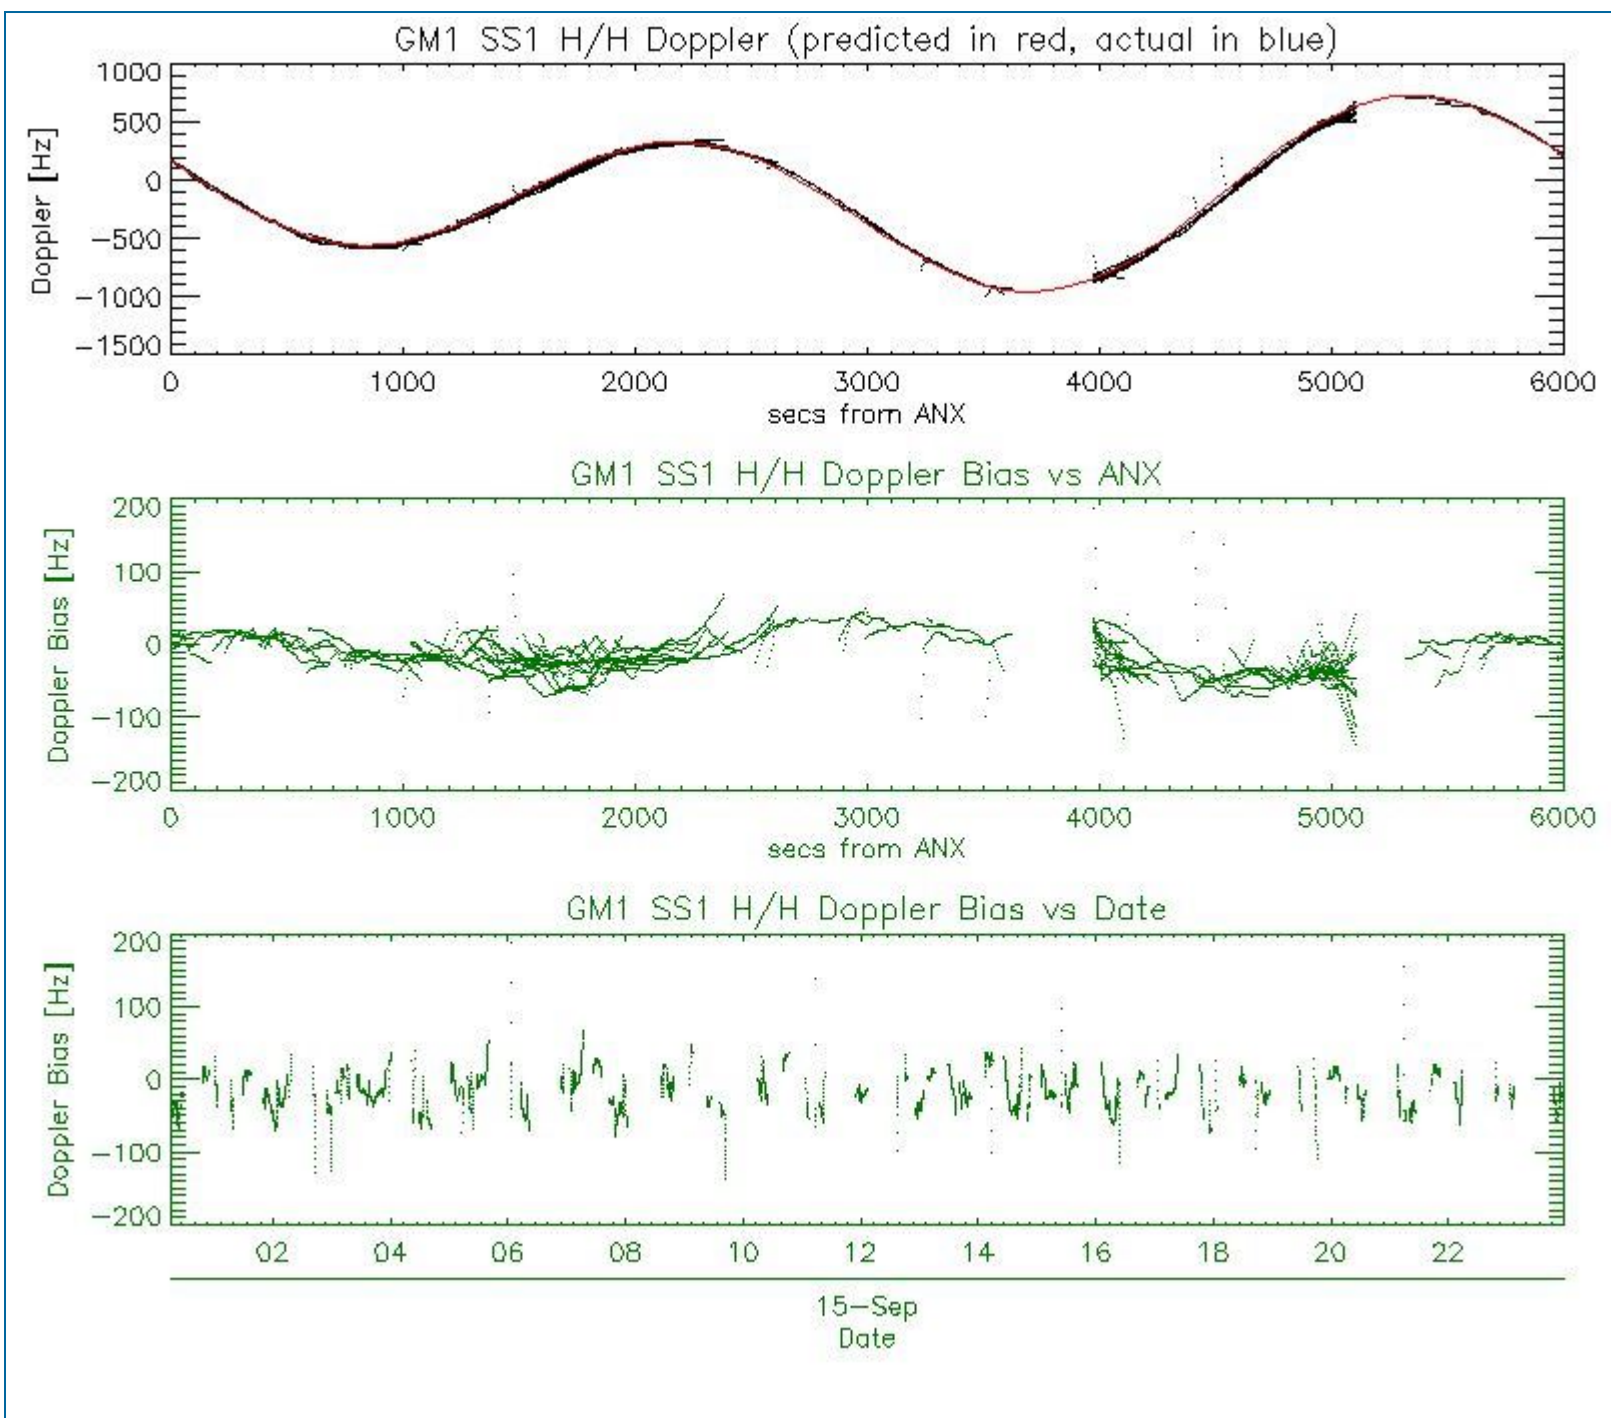 GM1 SS1 H/H Doppler (predicted in red, actual in blue)
1000
500
0
−500
−1000
−1500
Doppler [Hz]
0 1000 2000 3000 4000 5000 6000
secs from ANX
GM1 SS1 H/H Doppler Bias vs ANX
200
100
0
−100
−200
Doppler Bias [Hz]
0 1000 2000 3000 4000 5000 6000
secs from ANX
GM1 SS1 H/H Doppler Bias vs Date
200
100
0
−100
−200
Doppler Bias [Hz]
02 04 06 08 10 12 14 16 18 20 22
15−Sep
Date